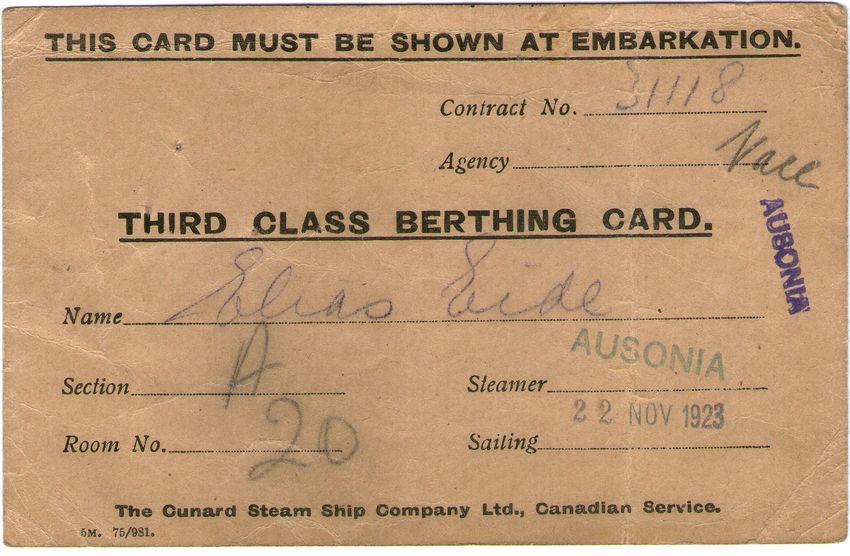 THIS CARD MUST BE SHOWN AT EMBARKATION.
Contract No. 31118
Agency
THIRD CLASS BERTHING CARD.
AUSONIA
Name Elias Eide
Section A
Steamer AUSONIA
Room No. 20
Sailing 22 NOV 1923
The Cunard Steam Ship Company Ltd., Canadian Service.
5M. 75/981.